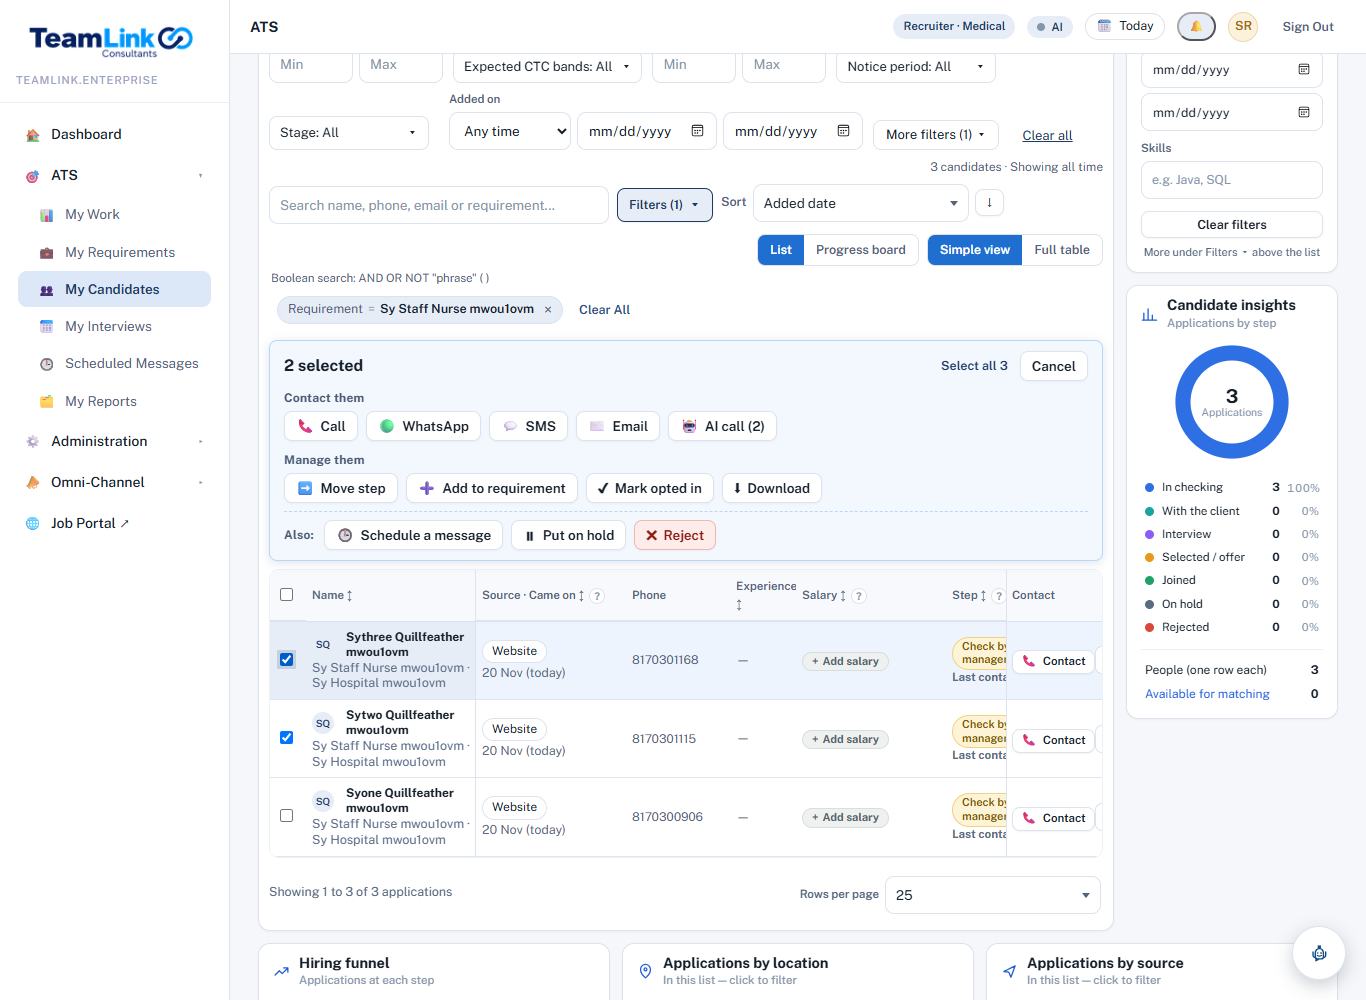 TeamLink
Consultants
TEAMLINK.ENTERPRISE
Dashboard
ATS
My Work
My Requirements
My Candidates
My Interviews
Scheduled Messages
My Reports
Administration
Omni-Channel
Job Portal ↗
ATS
Recruiter · Medical
AI
Today
SR
Sign Out
Min
Max
Expected CTC bands: All
Min
Max
Notice period: All
Added on
Stage: All
Any time
mm/dd/yyyy
mm/dd/yyyy
More filters (1)
Clear all
3 candidates · Showing all time
Search name, phone, email or requirement...
Filters (1)
Sort
Added date
↓
List
Progress board
Simple view
Full table
Boolean search: AND OR NOT "phrase" ( )
Requirement = Sy Staff Nurse mwou1ovm ×
Clear All
2 selected
Select all 3
Cancel
Contact them
Call
WhatsApp
SMS
Email
AI call (2)
Manage them
Move step
Add to requirement
✓ Mark opted in
⬇ Download
Also:
Schedule a message
Put on hold
Reject
Name ↕
Source · Came on ↕ ?
Phone
Experience ↕
Salary ↕ ?
Step ↕ ?
Contact
SQ
Sythree Quillfeather
mwou1ovm
Sy Staff Nurse mwou1ovm ·
Sy Hospital mwou1ovm
Website
20 Nov (today)
8170301168
—
+ Add salary
Check by
manager
Last conta
Contact
SQ
Sytwo Quillfeather
mwou1ovm
Sy Staff Nurse mwou1ovm ·
Sy Hospital mwou1ovm
Website
20 Nov (today)
8170301115
—
+ Add salary
Check by
manager
Last conta
Contact
SQ
Syone Quillfeather
mwou1ovm
Sy Staff Nurse mwou1ovm ·
Sy Hospital mwou1ovm
Website
20 Nov (today)
8170300906
—
+ Add salary
Check by
manager
Last conta
Contact
Showing 1 to 3 of 3 applications
Rows per page
25
mm/dd/yyyy
mm/dd/yyyy
Skills
e.g. Java, SQL
Clear filters
More under Filters ▾ above the list
Candidate insights
Applications by step
3
Applications
In checking 3 100%
With the client 0 0%
Interview 0 0%
Selected / offer 0 0%
Joined 0 0%
On hold 0 0%
Rejected 0 0%
People (one row each) 3
Available for matching 0
Hiring funnel
Applications at each step
Applications by location
In this list — click to filter
Applications by source
In this list — click to filter